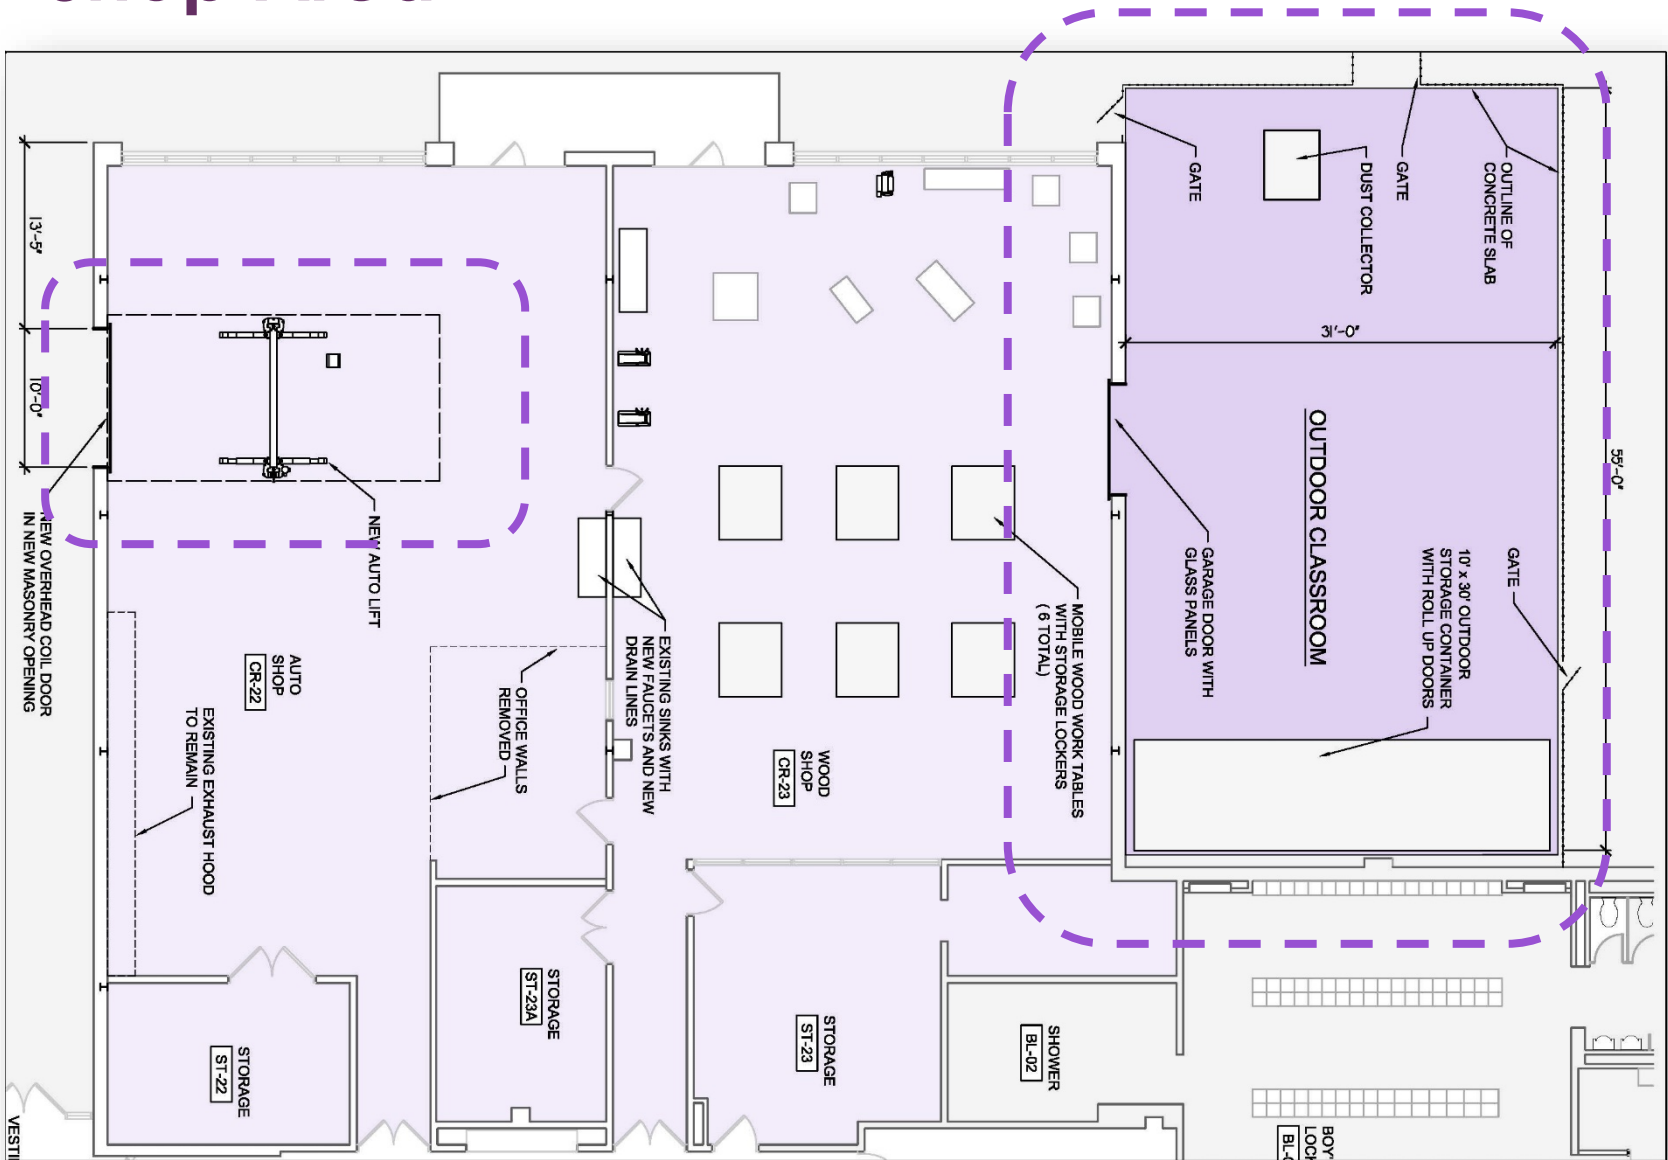 Shop Area
GATE
DUST COLLECTOR
GATE
OUTLINE OF
CONCRETE SLAB
13'-5"
10'-0"
31'-0"
55'-0"
OUTDOOR CLASSROOM
GARAGE DOOR WITH
GLASS PANELS
10' x 30' OUTDOOR
STORAGE CONTAINER
WITH ROLL UP DOORS
GATE
NEW OVERHEAD COIL DOOR
IN NEW MASONRY OPENING
NEW AUTO LIFT
MOBILE WOOD WORK TABLES
WITH STORAGE LOCKERS
( 6 TOTAL)
EXISTING SINKS WITH
NEW FAUCETS AND NEW
DRAIN LINES
OFFICE WALLS
REMOVED
AUTO
SHOP
CR-22
EXISTING EXHAUST HOOD
TO REMAIN
WOOD
SHOP
CR-23
STORAGE
ST-22
STORAGE
ST-23A
STORAGE
ST-23
SHOWER
BL-02